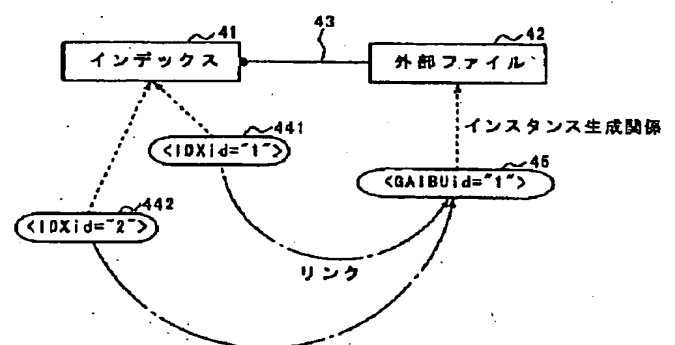 41
43
42
インデックス
外部ファイル
インスタンス生成関係
441
<IDXid="1">
45
<GAIBUid="1">
442
<IDXid="2">
リンク